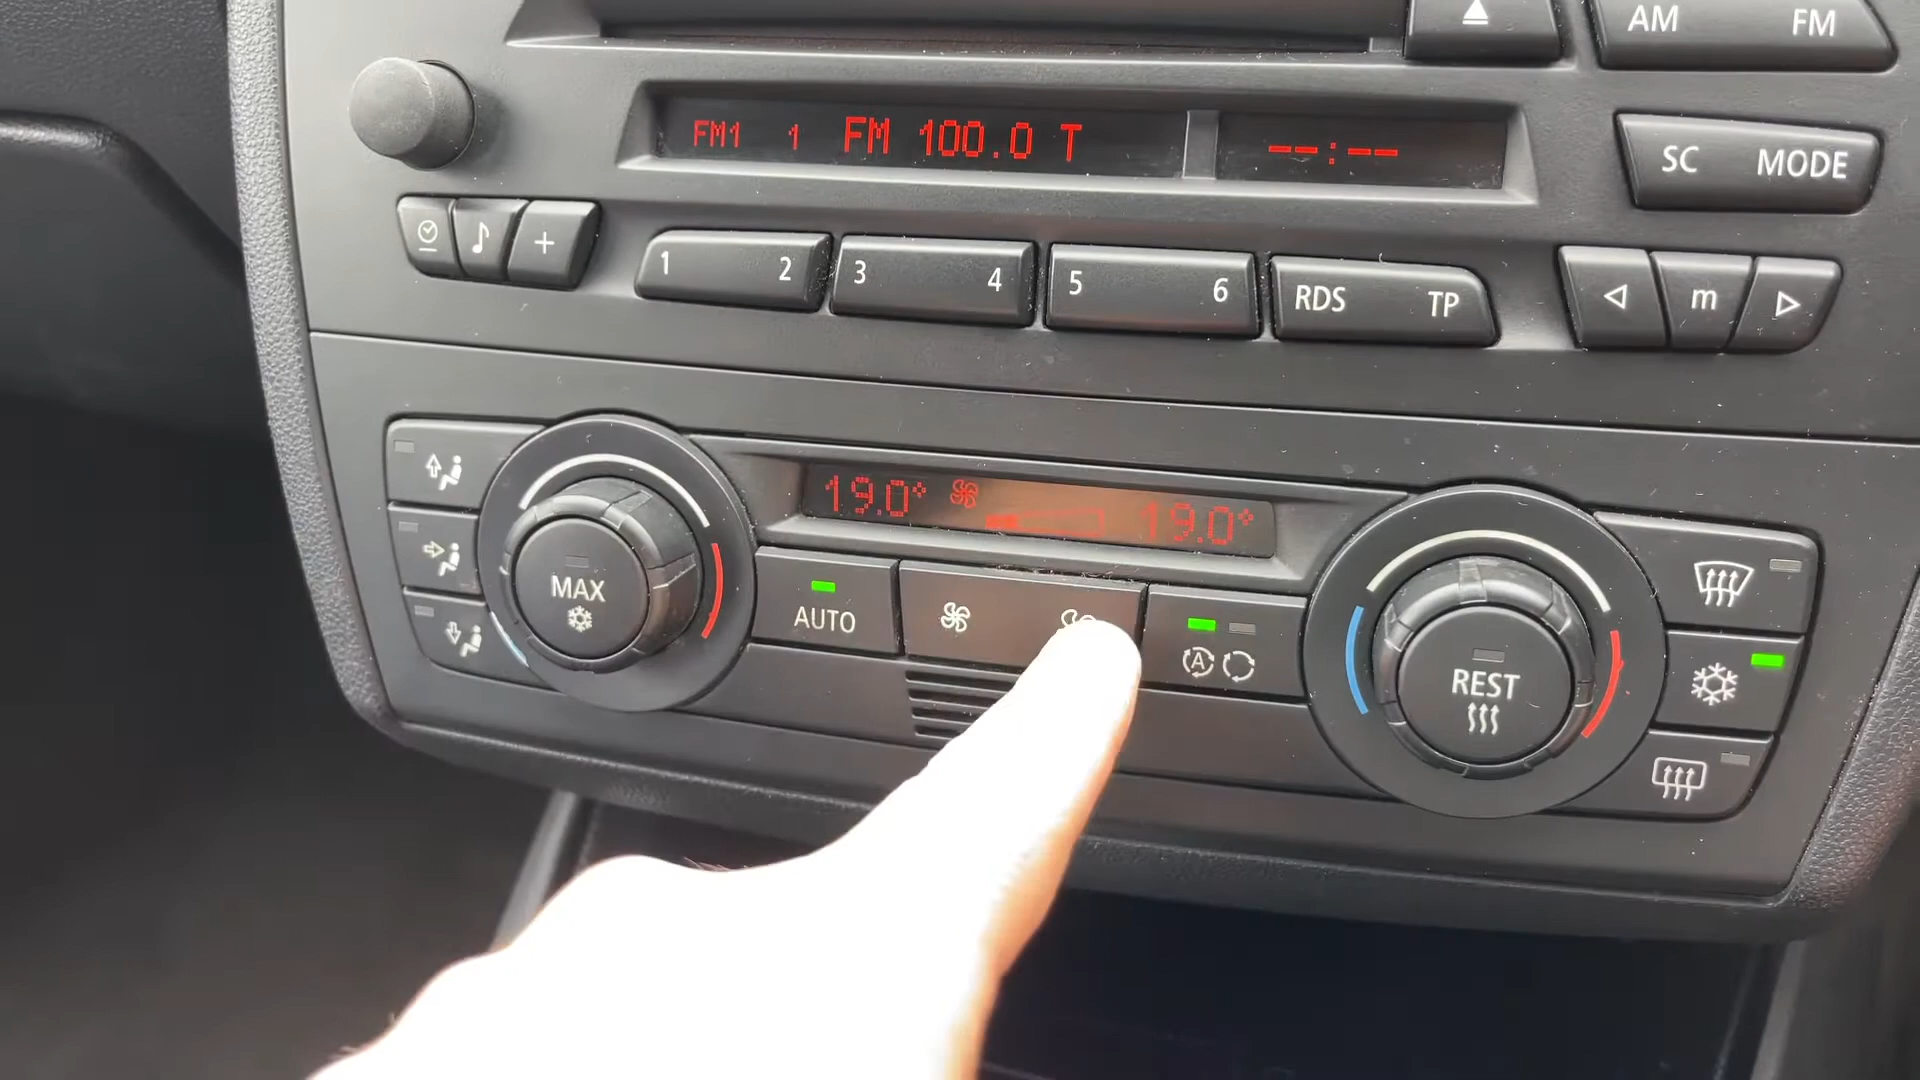 AM FM
FM1 1 FM 100.0 T --:--
SC MODE
1 2 3 4 5 6 RDS TP
m
19.0° 19.0°
MAX
AUTO
A
REST